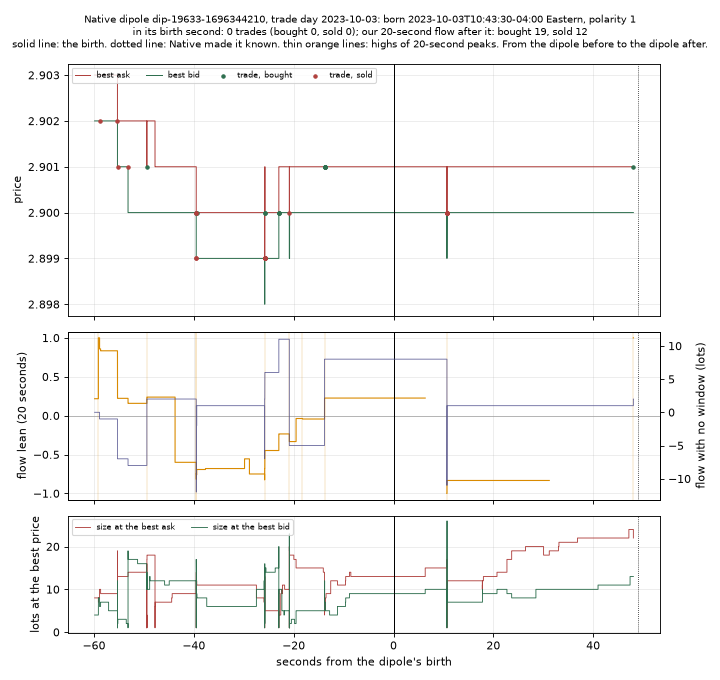 Native dipole dip-19633-1696344210, trade day 2023-10-03: born 2023-10-03T10:43:30-04:00 Eastern, polarity 1
in its birth second: 0 trades (bought 0, sold 0); our 20-second flow after it: bought 19, sold 12
solid line: the birth. dotted line: Native made it known. thin orange lines: highs of 20-second peaks. From the dipole before to the dipole after.
best ask
best bid
trade, bought
trade, sold
2.903
2.902
2.901
2.900
2.899
2.898
price
1.0
0.5
0.0
−0.5
−1.0
flow lean (20 seconds)
10
5
0
−5
−10
flow with no window (lots)
size at the best ask
size at the best bid
20
10
0
lots at the best price
−60
−40
−20
0
20
40
seconds from the dipole's birth